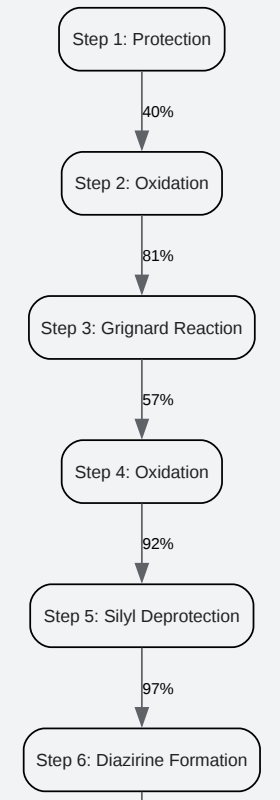 Step 1: Protection
40%
Step 2: Oxidation
81%
Step 3: Grignard Reaction
57%
Step 4: Oxidation
92%
Step 5: Silyl Deprotection
97%
Step 6: Diazirine Formation